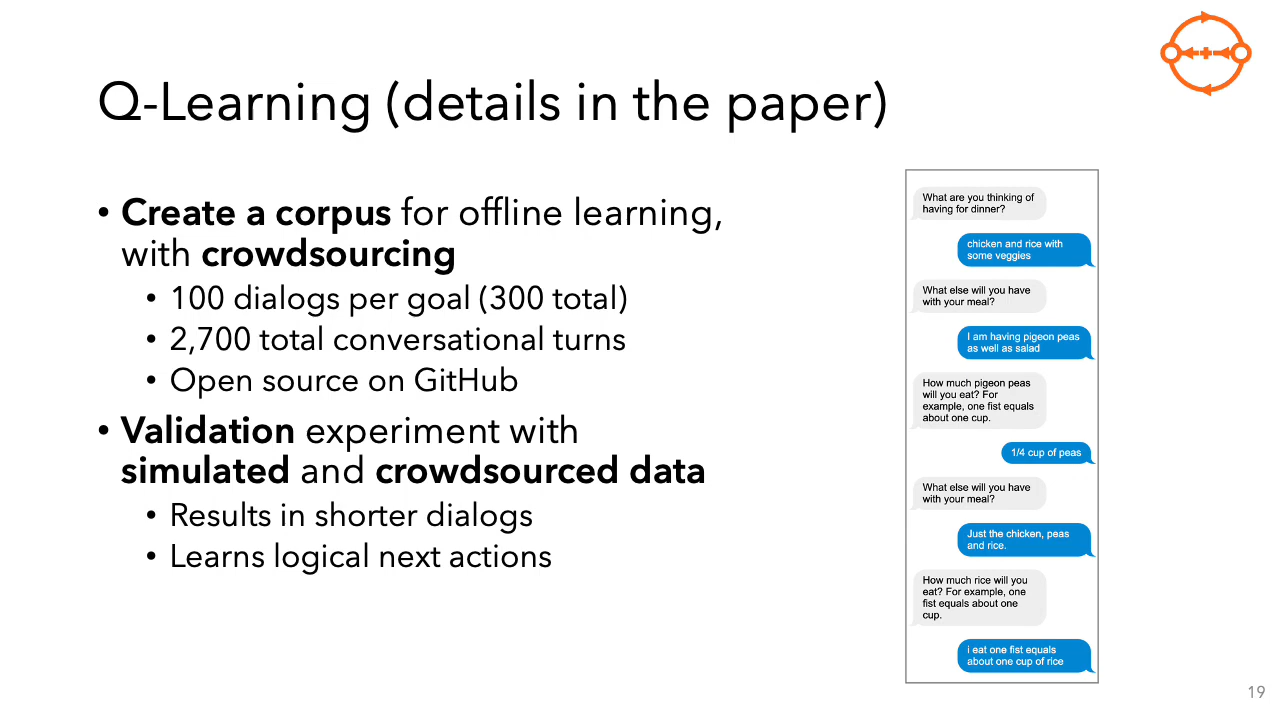 Q-Learning (details in the paper)
• Create a corpus for offline learning,
with crowdsourcing
• 100 dialogs per goal (300 total)
• 2,700 total conversational turns
• Open source on GitHub
• Validation experiment with
simulated and crowdsourced data
• Results in shorter dialogs
• Learns logical next actions
What are you thinking of
having for dinner?
chicken and rice with
some veggies
What else will you have
with your meal?
I am having pigeon peas
as well as salad
How much pigeon peas
will you eat? For
example, one fist equals
about one cup.
1/4 cup of peas
What else will you have
with your meal?
Just the chicken, peas
and rice.
How much rice will you
eat? For example, one
fist equals about one
cup.
i eat one fist equals
about one cup of rice
19